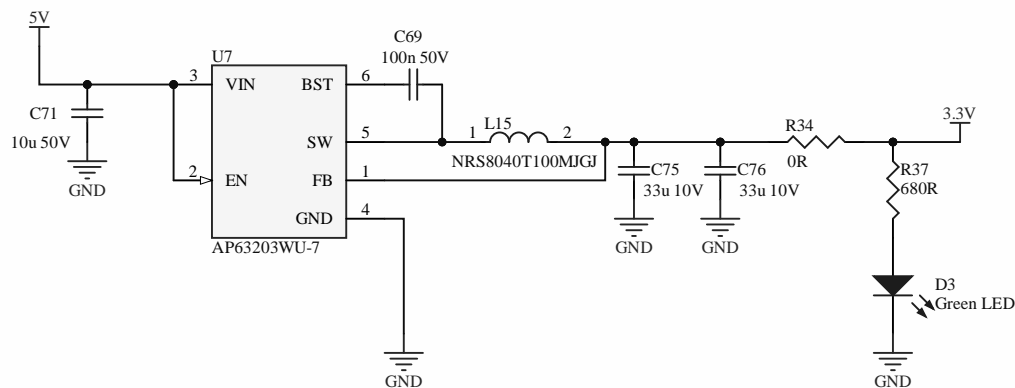 5V
C69
100n 50V
U7
3
VIN
BST
6
C71
10u 50V
GND
SW
5
1
L15
2
NRS8040T100MJGJ
R34
0R
3.3V
2
EN
FB
1
C75
33u 10V
C76
33u 10V
R37
680R
GND
4
AP63203WU-7
GND
GND
D3
Green LED
GND
GND